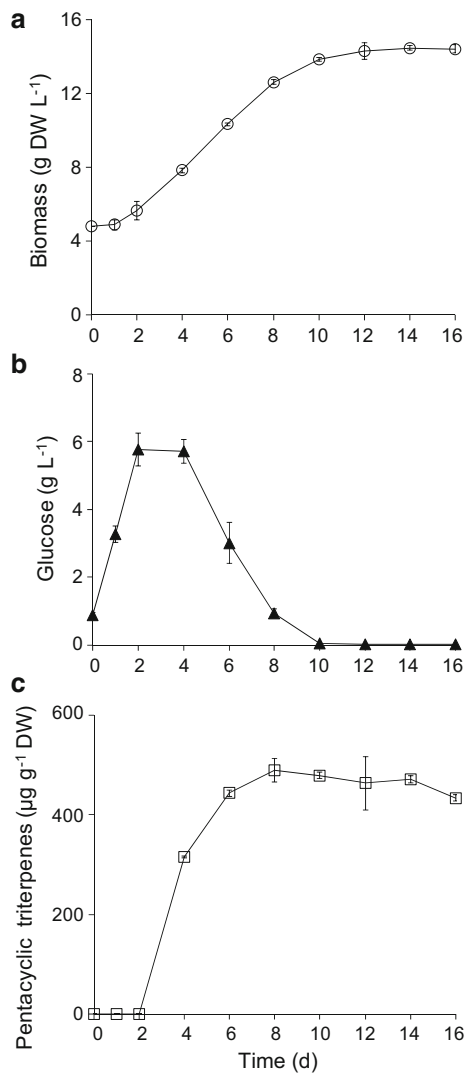 a
Biomass (g DW L⁻¹)
16
12
8
4
0
0 2 4 6 8 10 12 14 16
b
Glucose (g L⁻¹)
8
6
4
2
0
0 2 4 6 8 10 12 14 16
c
Pentacyclic triterpenes (µg g⁻¹ DW)
600
400
200
0
0 2 4 6 8 10 12 14 16
Time (d)